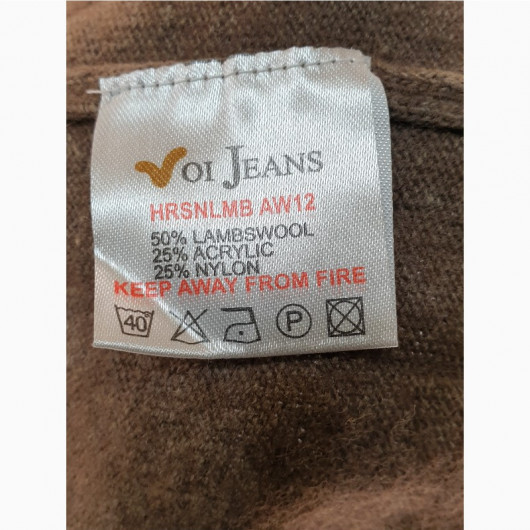 VOI JEANS
HRSNLMB AW12
50% LAMBSWOOL
25% ACRYLIC
25% NYLON
KEEP AWAY FROM FIRE
40 P